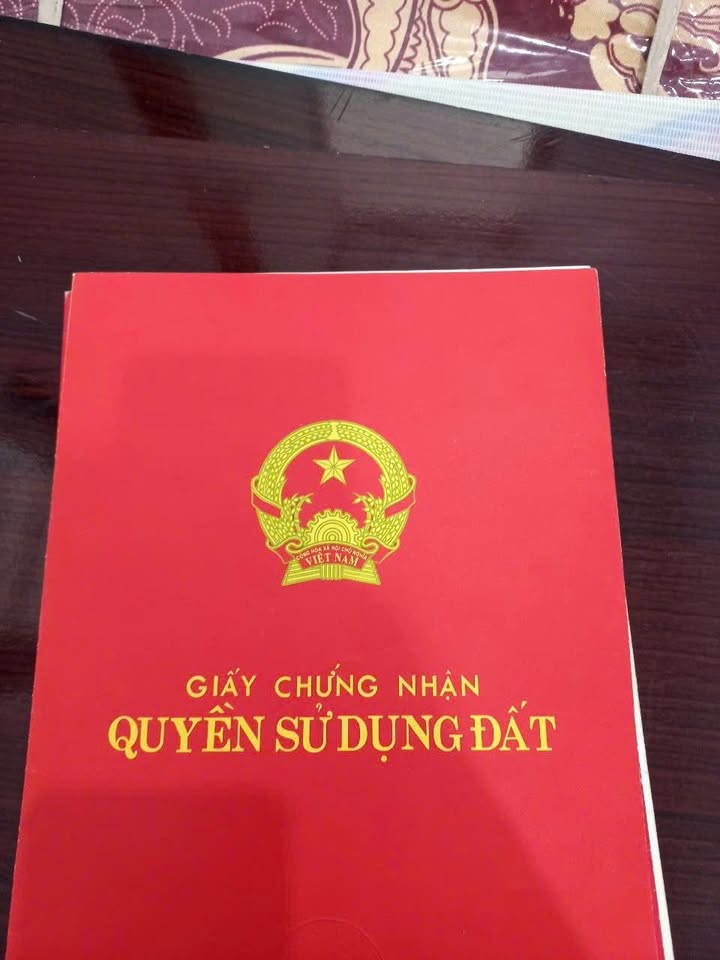 CỘNG HÒA XÃ HỘI CHỦ NGHĨA
VIỆT NAM
GIẤY CHỨNG NHẬN
QUYỀN SỬ DỤNG ĐẤT